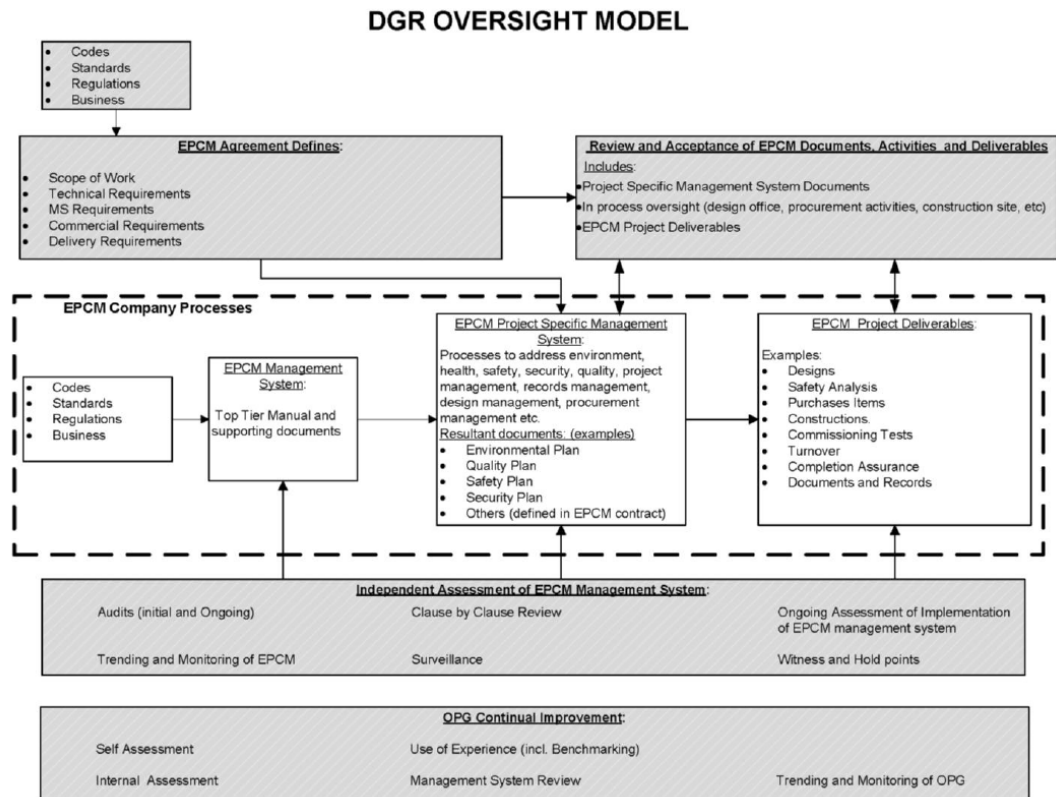 DGR OVERSIGHT MODEL
• Codes
• Standards
• Regulations
• Business
EPCM Agreement Defines:
• Scope of Work
• Technical Requirements
• MS Requirements
• Commercial Requirements
• Delivery Requirements
Review and Acceptance of EPCM Documents, Activities and Deliverables
Includes:
•Project Specific Management System Documents
•In process oversight (design office, procurement activities, construction site, etc)
•EPCM Project Deliverables
EPCM Company Processes
• Codes
• Standards
• Regulations
• Business
EPCM Management
System:
Top Tier Manual and
supporting documents
EPCM Project Specific Management
System:
Processes to address environment,
health, safety, security, quality, project
management, records management,
design management, procurement
management etc.
Resultant documents: (examples)
• Environmental Plan
• Quality Plan
• Safety Plan
• Security Plan
• Others (defined in EPCM contract)
EPCM Project Deliverables:
Examples:
• Designs
• Safety Analysis
• Purchases Items
• Constructions.
• Commissioning Tests
• Turnover
• Completion Assurance
• Documents and Records
Independent Assessment of EPCM Management System:
Audits (initial and Ongoing)
Clause by Clause Review
Ongoing Assessment of Implementation
of EPCM management system
Trending and Monitoring of EPCM
Surveillance
Witness and Hold points
OPG Continual Improvement:
Self Assessment
Use of Experience (incl. Benchmarking)
Internal Assessment
Management System Review
Trending and Monitoring of OPG